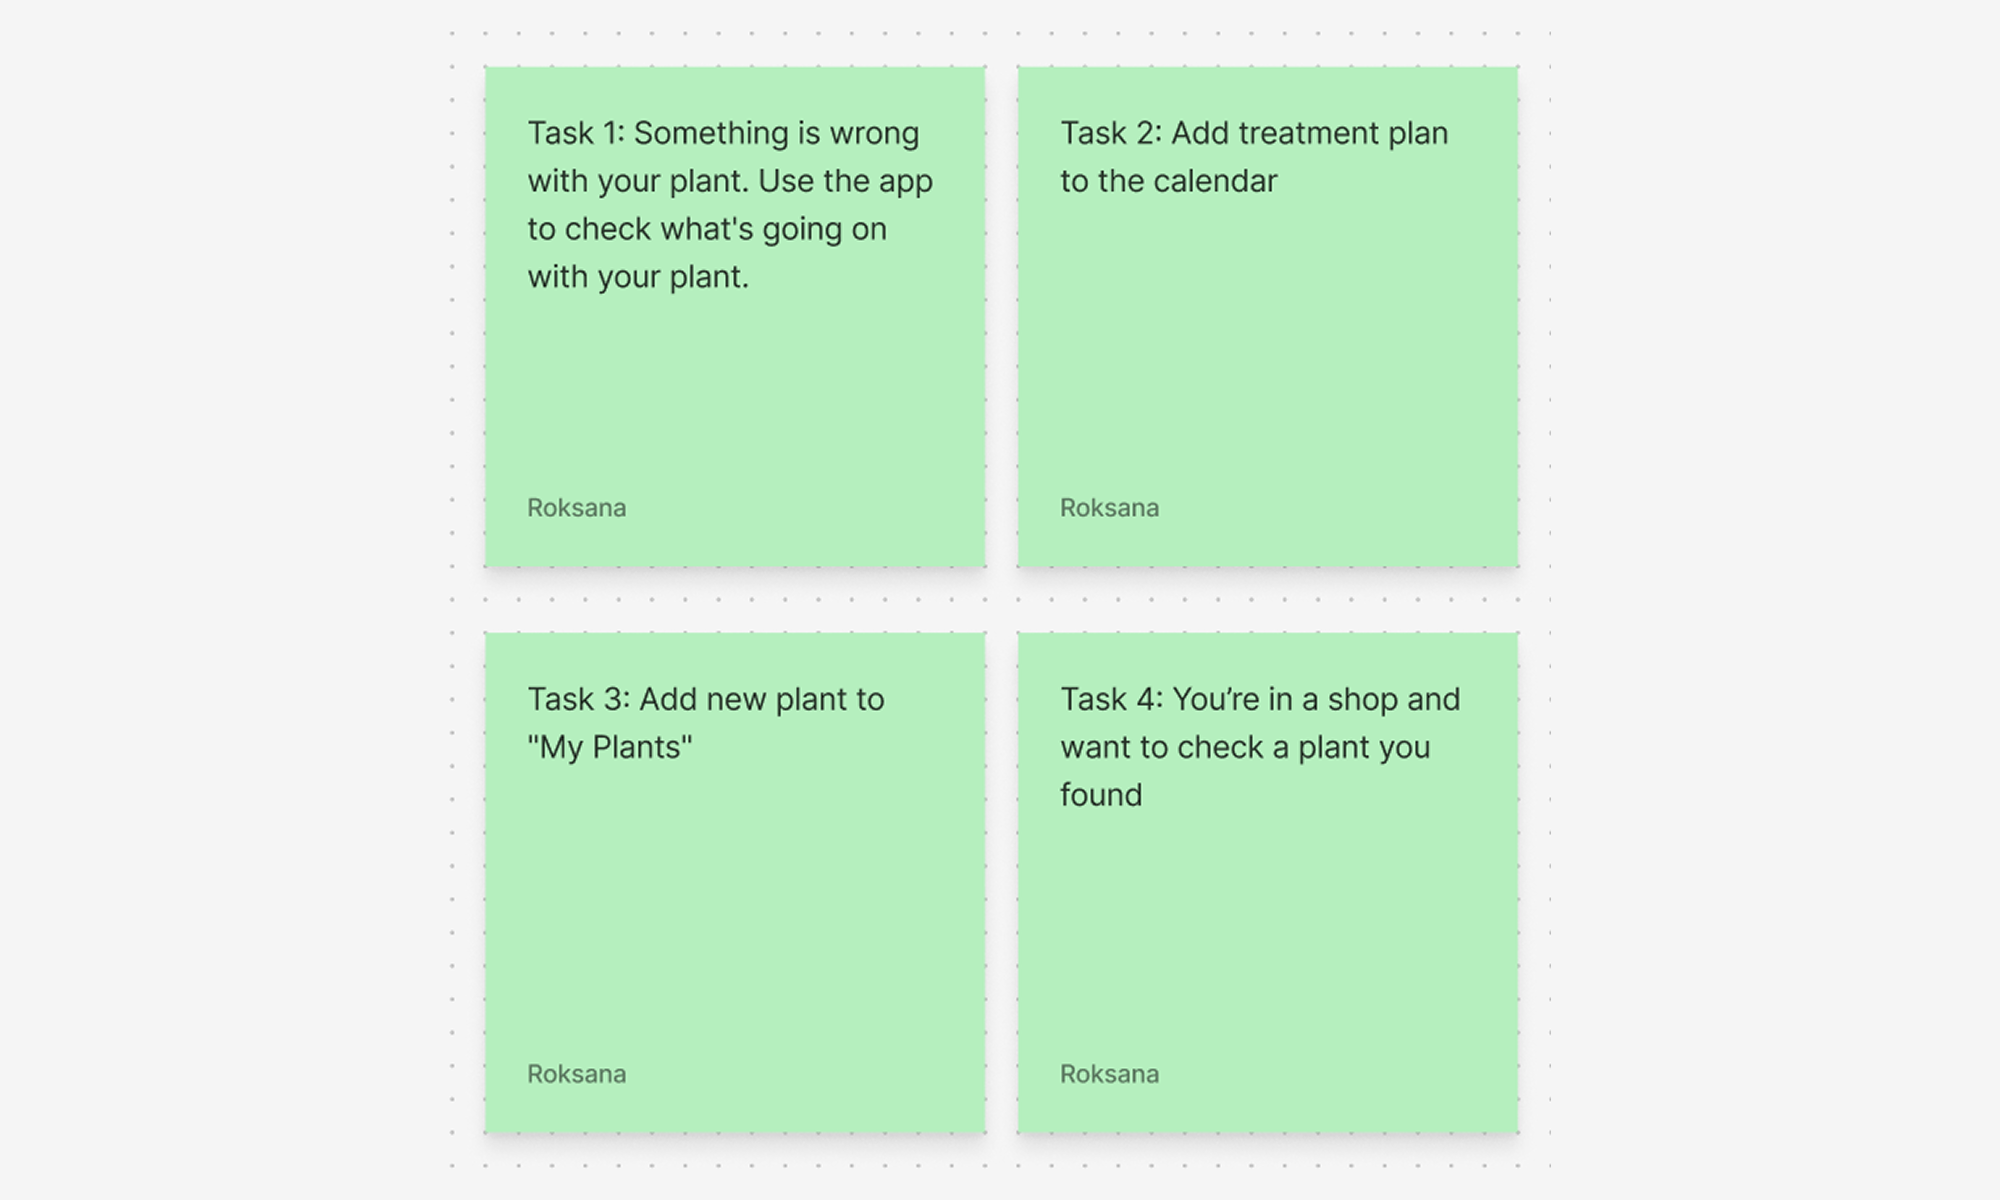 Task 1: Something is wrong
with your plant. Use the app
to check what's going on
with your plant.
Roksana
Task 2: Add treatment plan
to the calendar
Roksana
Task 3: Add new plant to
"My Plants"
Roksana
Task 4: You’re in a shop and
want to check a plant you
found
Roksana